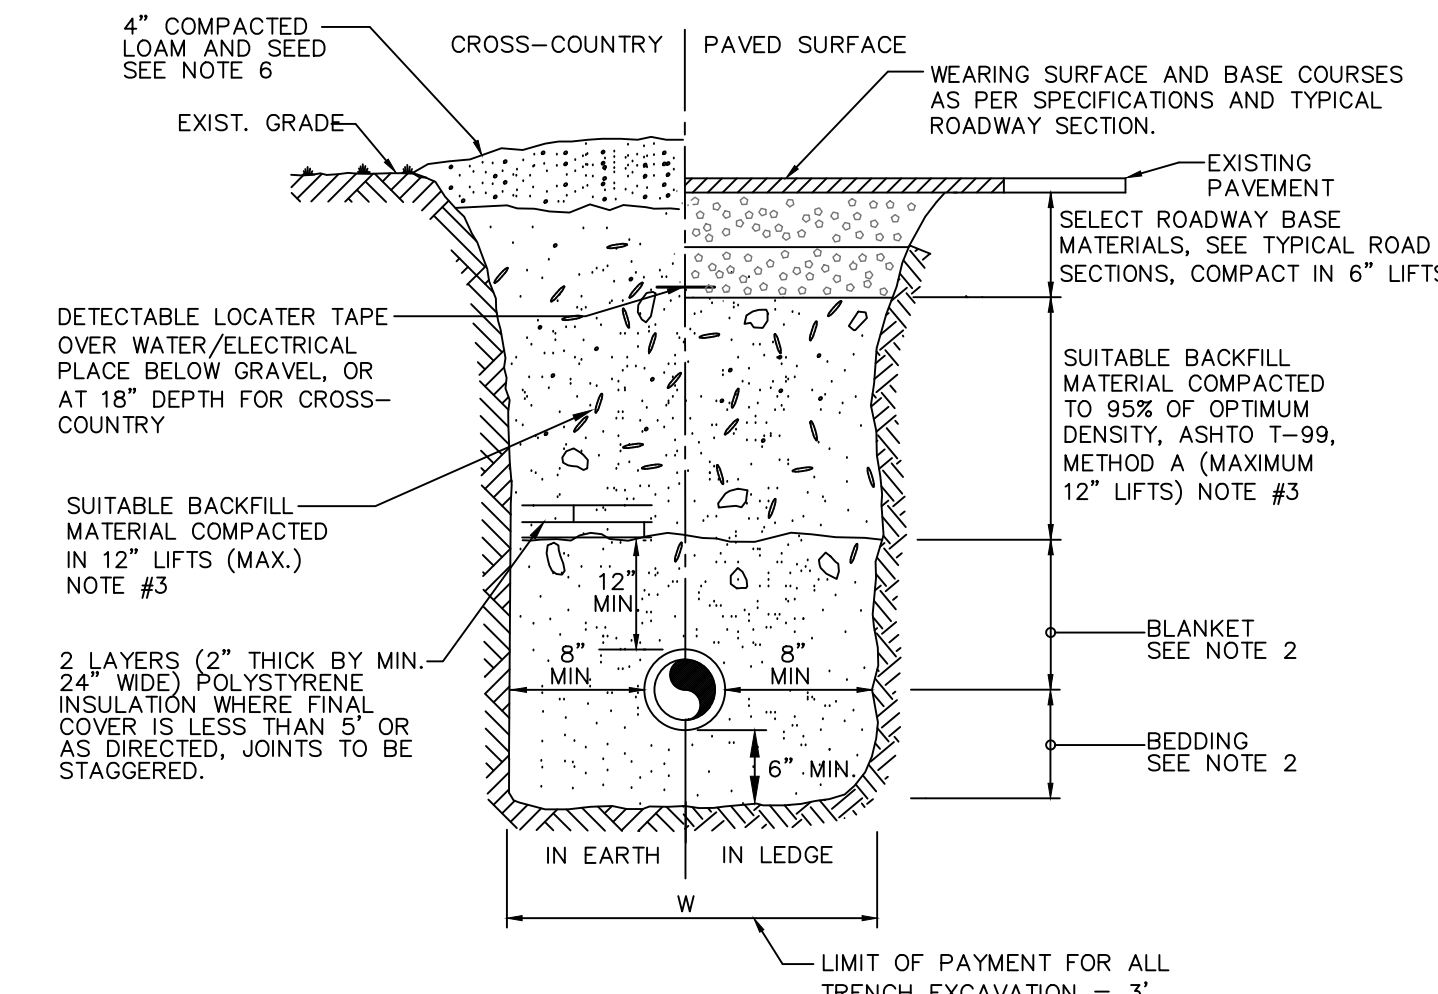 4” COMPACTED
LOAM AND SEED
SEE NOTE 6
CROSS-COUNTRY
PAVED SURFACE
WEARING SURFACE AND BASE COURSES
AS PER SPECIFICATIONS AND TYPICAL
ROADWAY SECTION.
EXIST. GRADE
EXISTING
PAVEMENT
SELECT ROADWAY BASE
MATERIALS, SEE TYPICAL ROAD
SECTIONS, COMPACT IN 6” LIFTS
DETECTABLE LOCATER TAPE
OVER WATER/ELECTRICAL
PLACE BELOW GRAVEL, OR
AT 18” DEPTH FOR CROSS-
COUNTRY
SUITABLE BACKFILL
MATERIAL COMPACTED
TO 95% OF OPTIMUM
DENSITY, ASHTO T-99,
METHOD A (MAXIMUM
12” LIFTS) NOTE #3
SUITABLE BACKFILL
MATERIAL COMPACTED
IN 12” LIFTS (MAX.)
NOTE #3
12”
MIN.
8”
MIN
8”
MIN
BLANKET
SEE NOTE 2
2 LAYERS (2” THICK BY MIN.
24” WIDE) POLYSTYRENE
INSULATION WHERE FINAL
COVER IS LESS THAN 5' OR
AS DIRECTED, JOINTS TO BE
STAGGERED.
6” MIN.
BEDDING
SEE NOTE 2
IN EARTH
IN LEDGE
W
LIMIT OF PAYMENT FOR ALL
TRENCH EXCAVATION = 3'